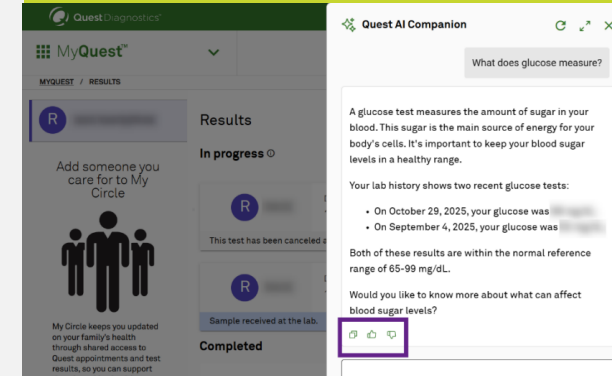 Quest Diagnostics®
MyQuest™
MYQUEST / RESULTS
R
Add someone you
care for to My
Circle
My Circle keeps you updated
on your family's health
through shared access to
Quest appointments and test
results, so you can support
Results
In progress
R
This test has been canceled a
R
Sample received at the lab.
Completed
Quest AI Companion
What does glucose measure?
A glucose test measures the amount of sugar in your
blood. This sugar is the main source of energy for your
body's cells. It's important to keep your blood sugar
levels in a healthy range.
Your lab history shows two recent glucose tests:
• On October 29, 2025, your glucose was
• On September 4, 2025, your glucose was
Both of these results are within the normal reference
range of 65-99 mg/dL.
Would you like to know more about what can affect
blood sugar levels?